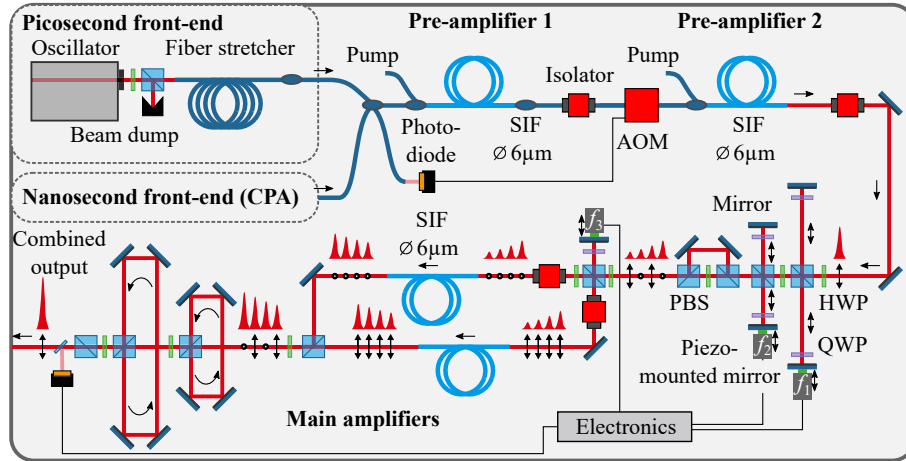 Picosecond front-end
Pre-amplifier 1
Pre-amplifier 2
Oscillator
Fiber stretcher
Pump
Isolator
Pump
Beam dump
Photo-
diode
SIF
∅ 6µm
AOM
SIF
∅ 6µm
Nanosecond front-end (CPA)
Combined
output
SIF
∅ 6µm
f3
Mirror
PBS
HWP
Piezo-
mounted mirror
f2
QWP
f1
Main amplifiers
Electronics